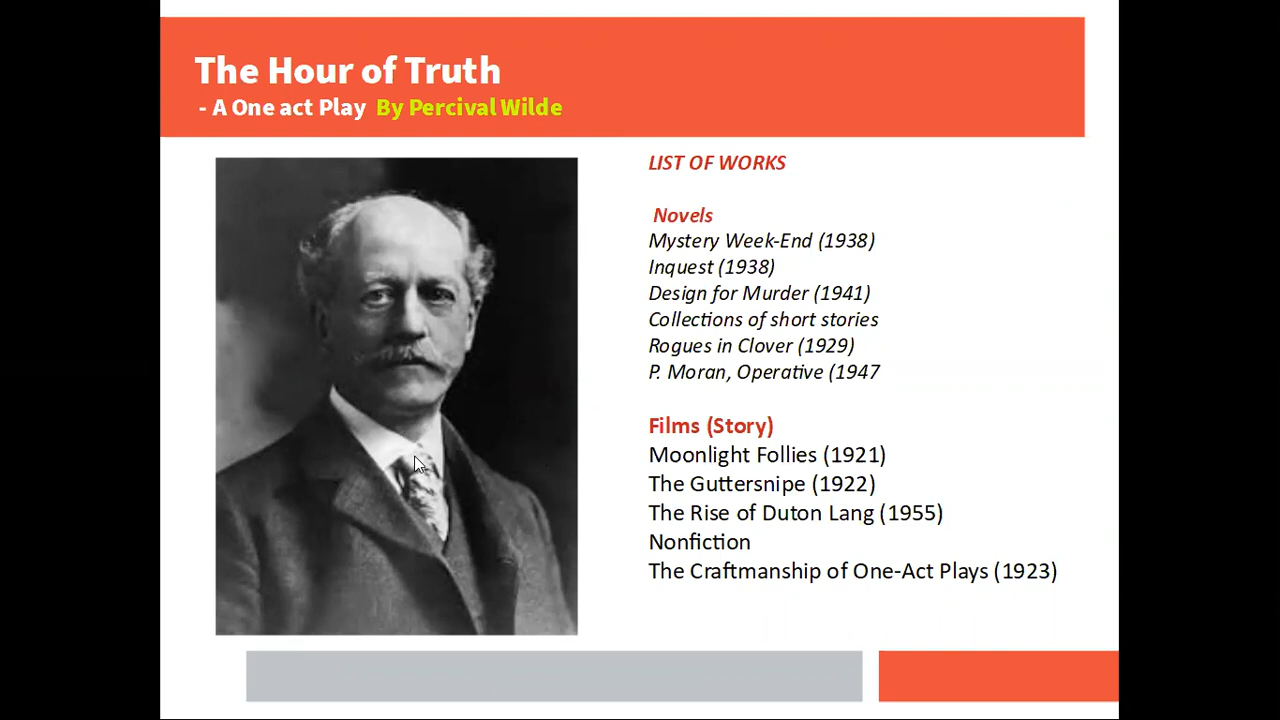 The Hour of Truth
- A One act Play By Percival Wilde
LIST OF WORKS
Novels
Mystery Week-End (1938)
Inquest (1938)
Design for Murder (1941)
Collections of short stories
Rogues in Clover (1929)
P. Moran, Operative (1947
Films (Story)
Moonlight Follies (1921)
The Guttersnipe (1922)
The Rise of Duton Lang (1955)
Nonfiction
The Craftmanship of One-Act Plays (1923)